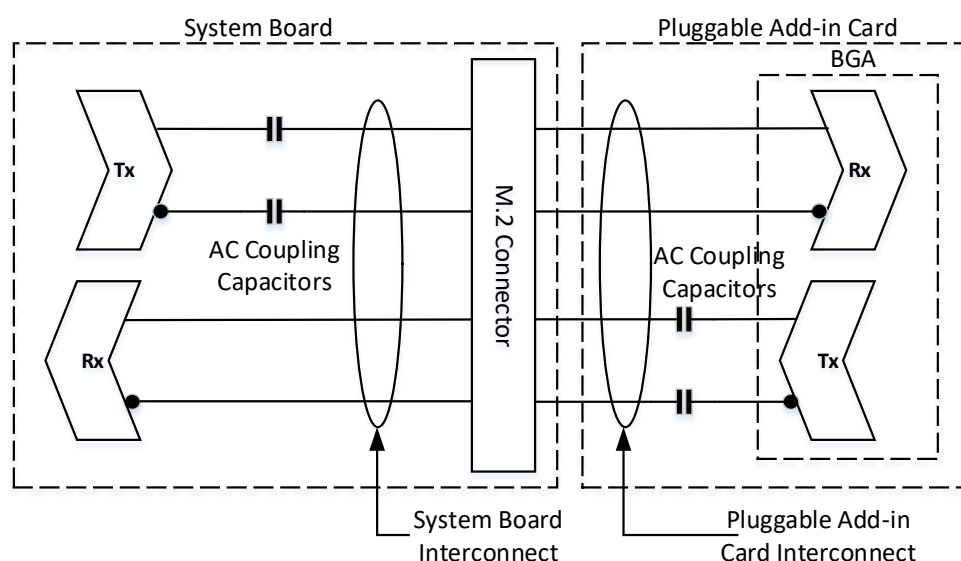 System Board
Pluggable Add-in Card
BGA
Tx
Rx
M.2 Connector
AC Coupling
Capacitors
AC Coupling
Capacitors
Rx
Tx
System Board
Interconnect
Pluggable Add-in
Card Interconnect